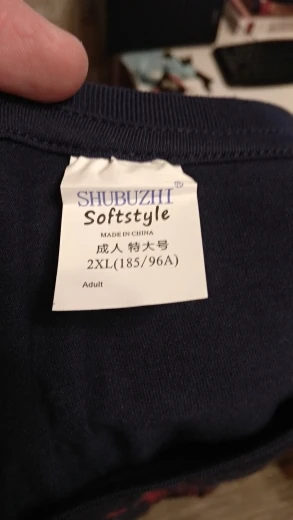 SHUBUZHI®
Softstyle
MADE IN CHINA
成人 特大号
2XL(185/96A)
Adult